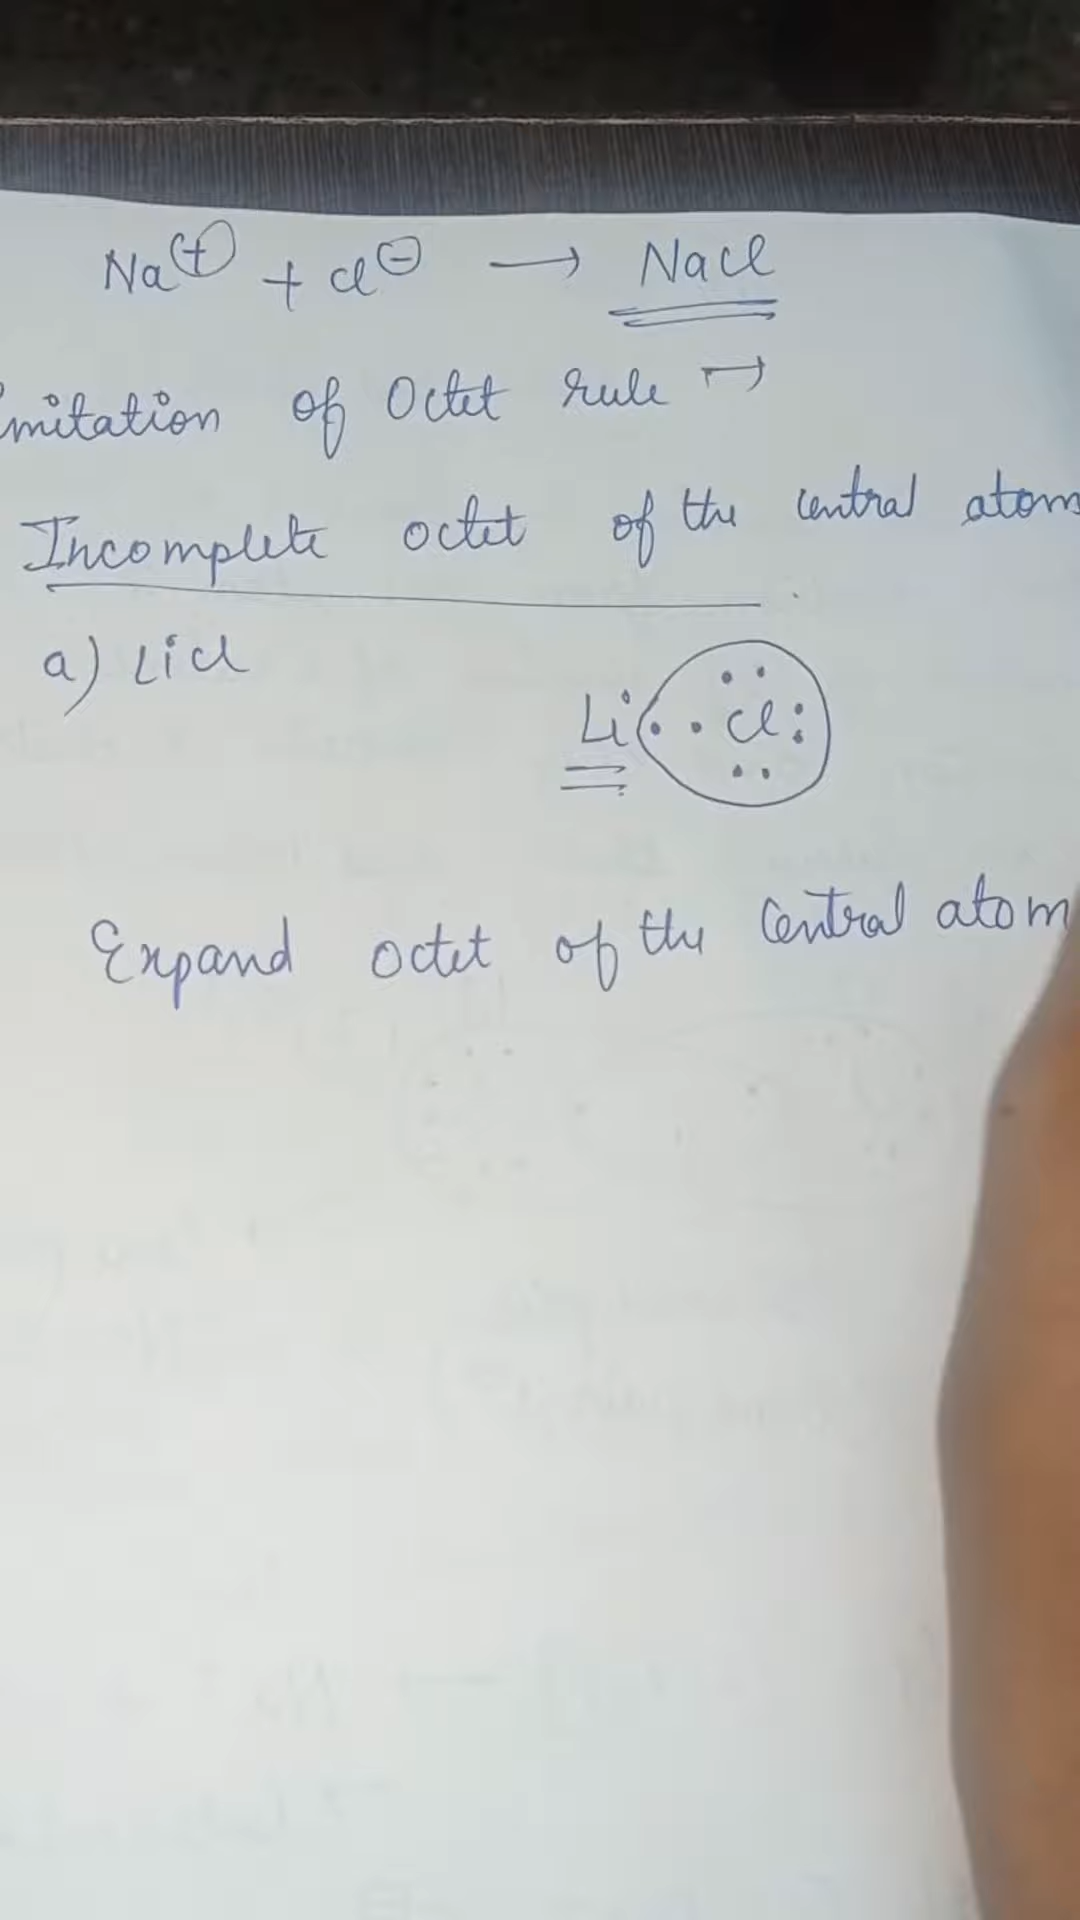 Na⊕ + Cl⊖ → NaCl
mitation of Octet rule →
Incomplete octet of the central atom
a) LiCl
Li Cl
Expand octet of the central atom